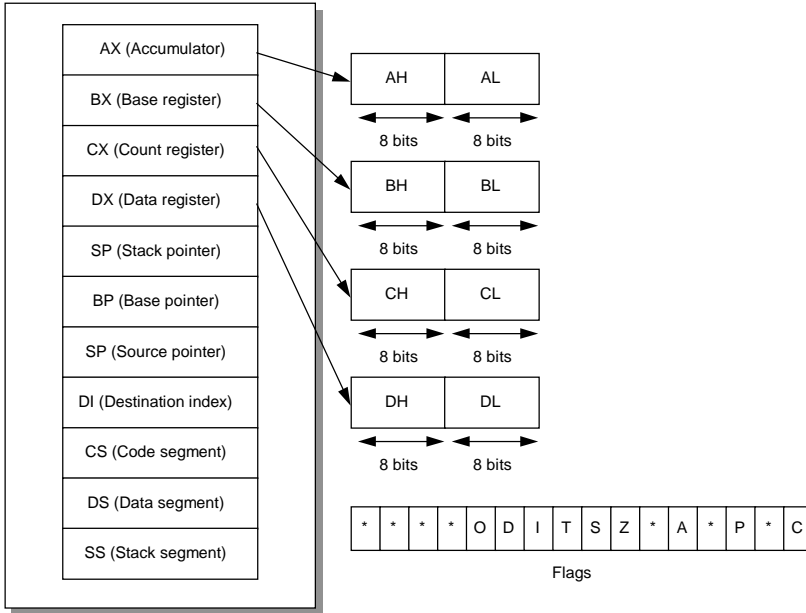 AX (Accumulator)
BX (Base register)
CX (Count register)
DX (Data register)
SP (Stack pointer)
BP (Base pointer)
SP (Source pointer)
DI (Destination index)
CS (Code segment)
DS (Data segment)
SS (Stack segment)
AH AL
8 bits 8 bits
BH BL
8 bits 8 bits
CH CL
8 bits 8 bits
DH DL
8 bits 8 bits
* * * * O D I T S Z * A * P * C
Flags